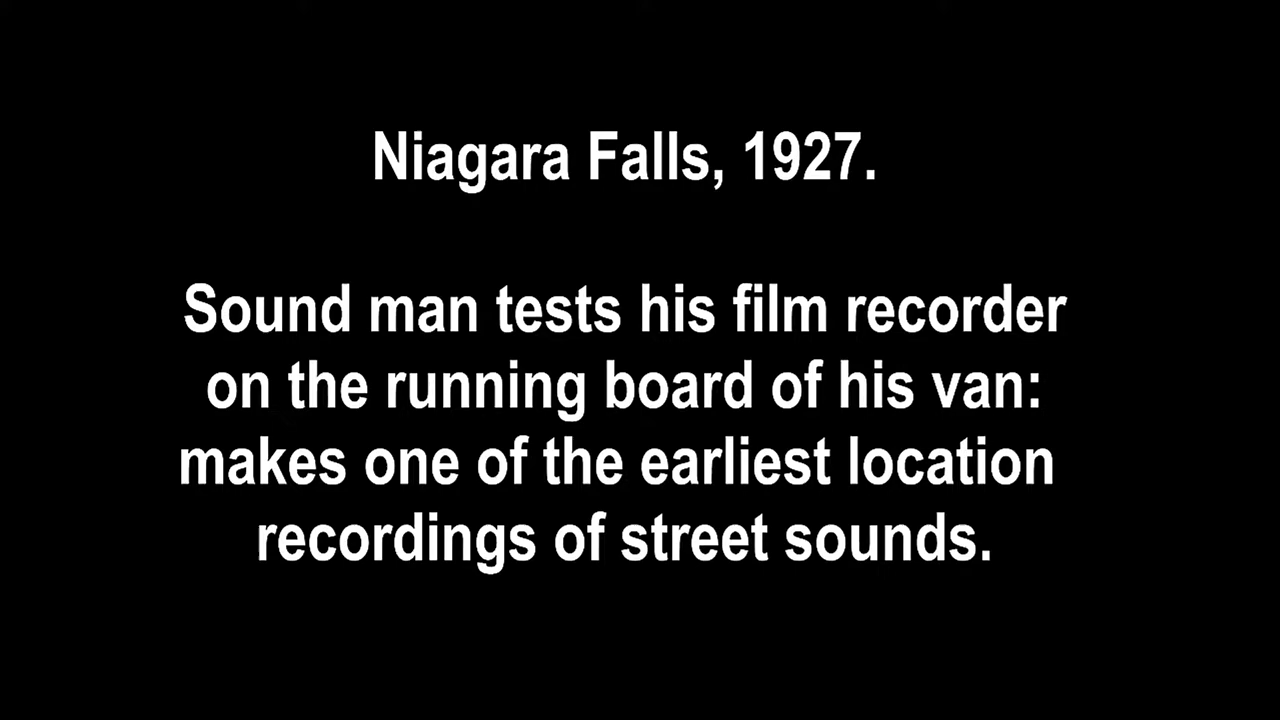 Niagara Falls, 1927.
Sound man tests his film recorder
on the running board of his van:
makes one of the earliest location
recordings of street sounds.